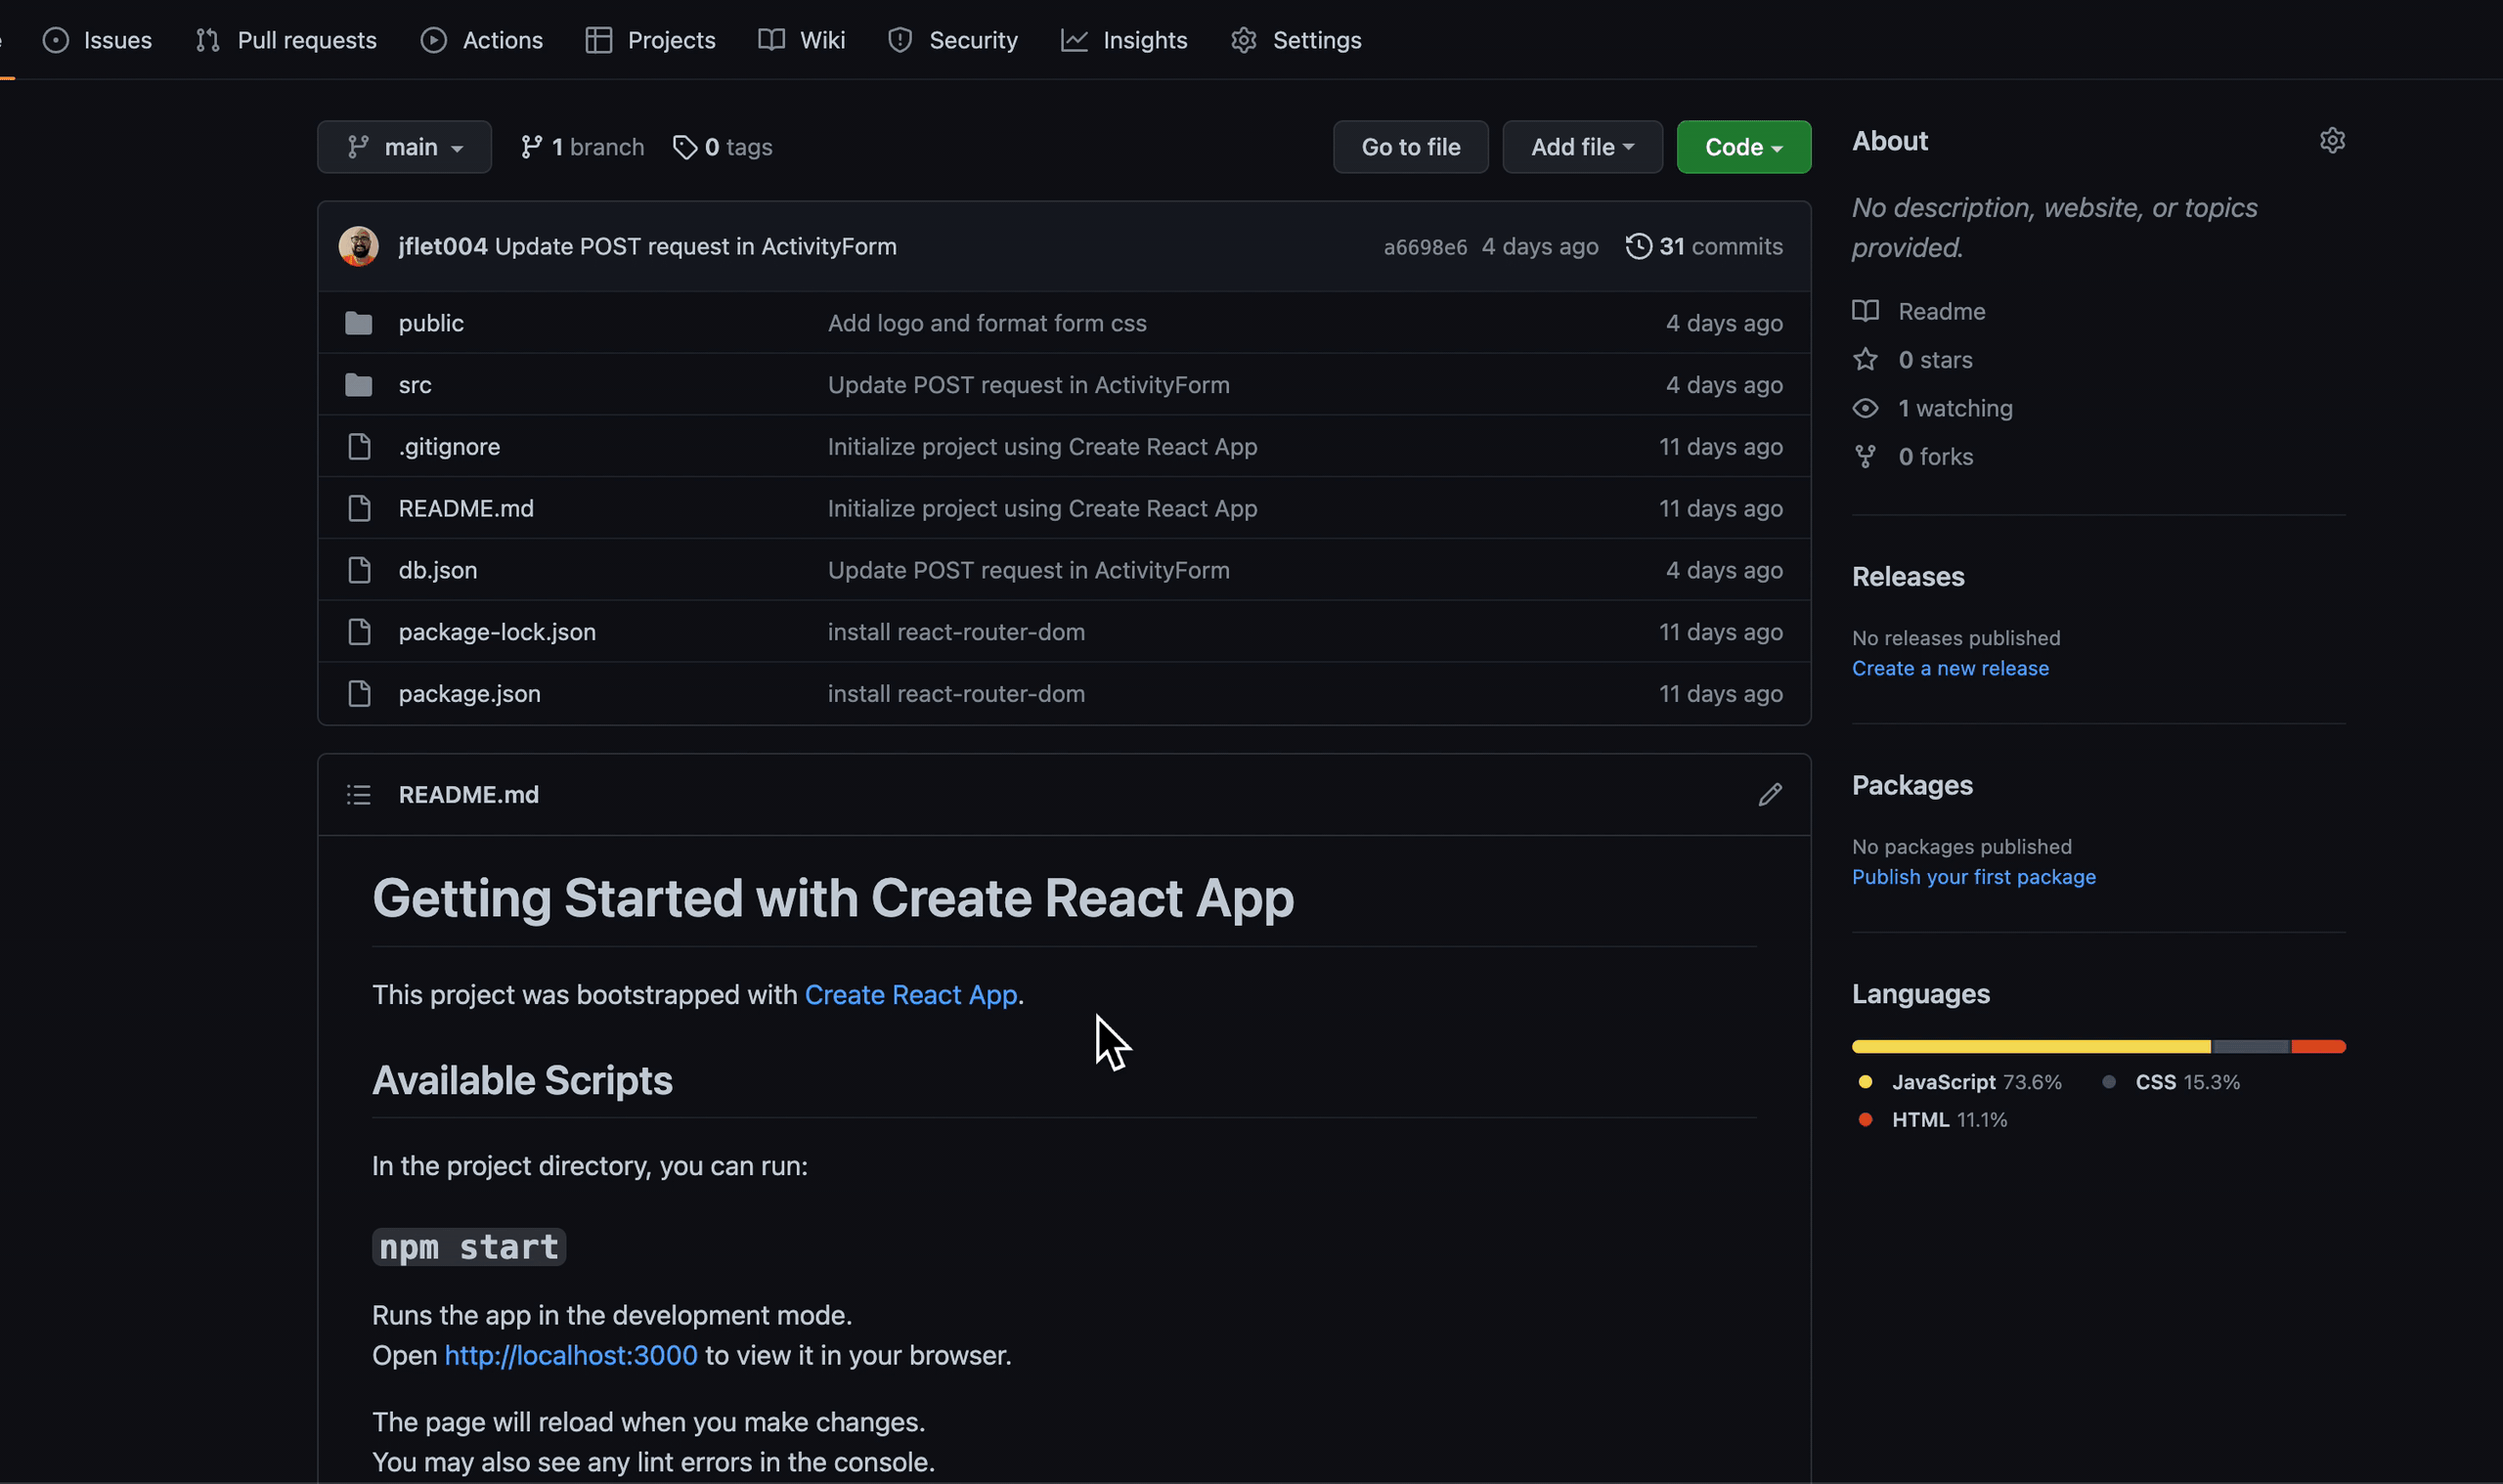 Issues Pull requests Actions Projects Wiki Security Insights Settings
main 1 branch 0 tags Go to file Add file Code
jflet004 Update POST request in ActivityForm a6698e6 4 days ago 31 commits
public Add logo and format form css 4 days ago
src Update POST request in ActivityForm 4 days ago
.gitignore Initialize project using Create React App 11 days ago
README.md Initialize project using Create React App 11 days ago
db.json Update POST request in ActivityForm 4 days ago
package-lock.json install react-router-dom 11 days ago
package.json install react-router-dom 11 days ago
README.md
Getting Started with Create React App
This project was bootstrapped with Create React App.
Available Scripts
In the project directory, you can run:
npm start
Runs the app in the development mode.
Open http://localhost:3000 to view it in your browser.
The page will reload when you make changes.
You may also see any lint errors in the console.
About
No description, website, or topics
provided.
Readme
0 stars
1 watching
0 forks
Releases
No releases published
Create a new release
Packages
No packages published
Publish your first package
Languages
JavaScript 73.6% CSS 15.3%
HTML 11.1%